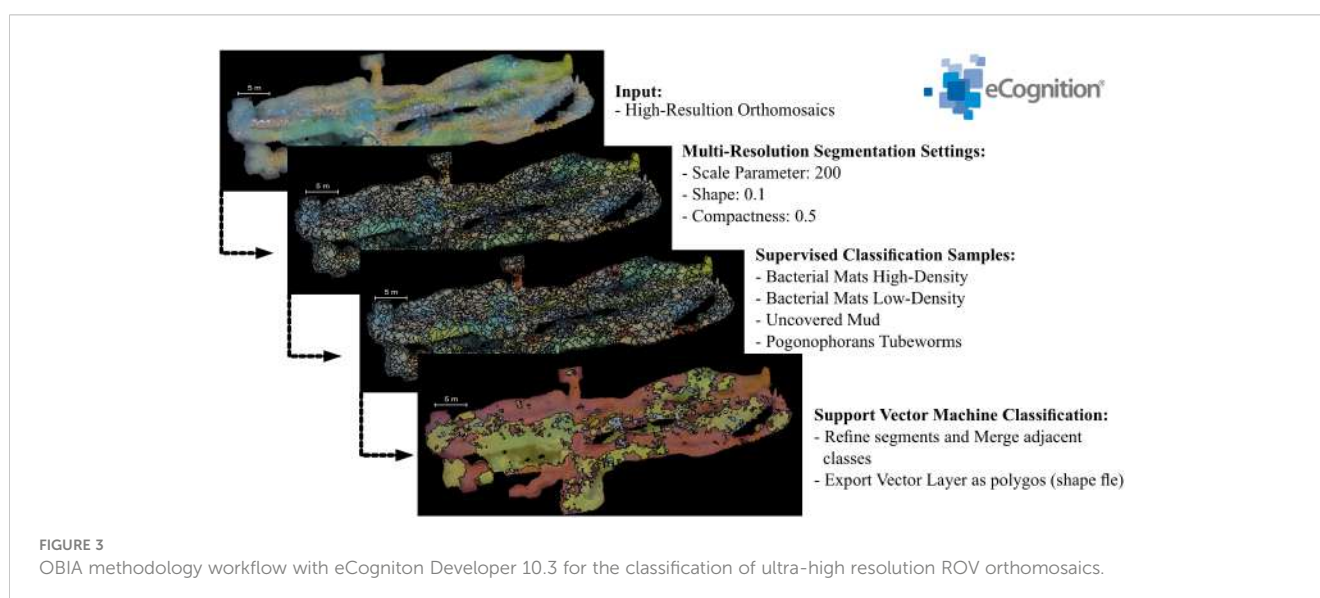 5 m
Input:
- High-Resultion Orthomosaics
eCognition®
5 m
Multi-Resolution Segmentation Settings:
- Scale Parameter: 200
- Shape: 0.1
- Compactness: 0.5
5 m
Supervised Classification Samples:
- Bacterial Mats High-Density
- Bacterial Mats Low-Density
- Uncovered Mud
- Pogonophorans Tubeworms
5 m
Support Vector Machine Classification:
- Refine segments and Merge adjacent
classes
- Export Vector Layer as polygos (shape fle)
FIGURE 3
OBIA methodology workflow with eCogniton Developer 10.3 for the classification of ultra-high resolution ROV orthomosaics.